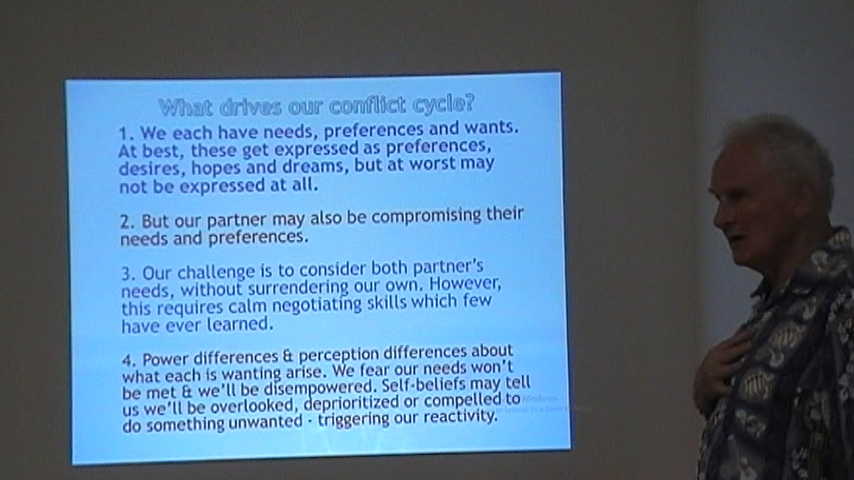 What drives our conflict cycle?
1. We each have needs, preferences and wants.
At best, these get expressed as preferences,
desires, hopes and dreams, but at worst may
not be expressed at all.
2. But our partner may also be compromising their
needs and preferences.
3. Our challenge is to consider both partner's
needs, without surrendering our own. However,
this requires calm negotiating skills which few
have ever learned.
4. Power differences & perception differences about
what each is wanting arise. We fear our needs won't
be met & we'll be disempowered. Self-beliefs may tell
us we'll be overlooked, deprioritized or compelled to
do something unwanted - triggering our reactivity.
Windows